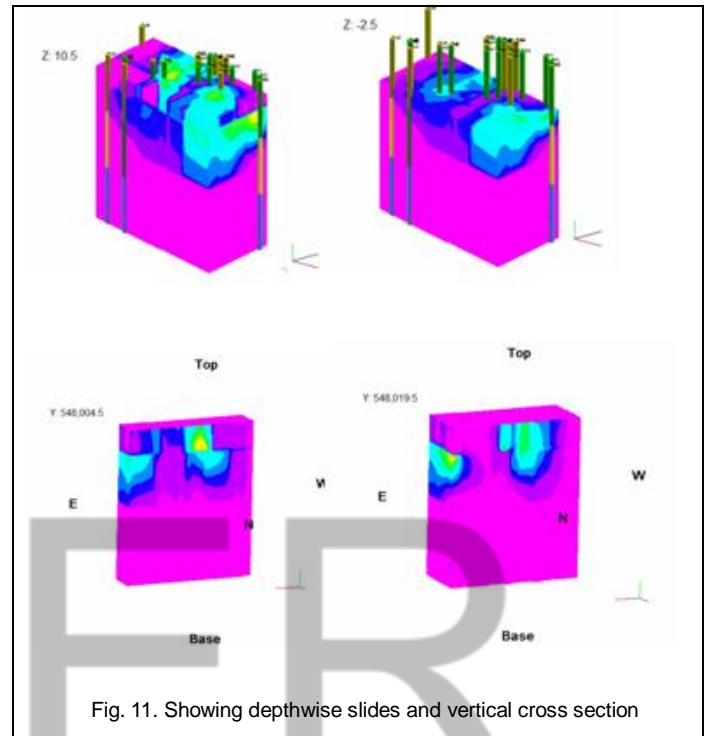 Z: 10.5
Z: -2.5
Top
Top
Y: 548,004.5
Y: 548,019.5
E
W
E
W
N
N
Base
Base
Fig. 11. Showing depthwise slides and vertical cross section